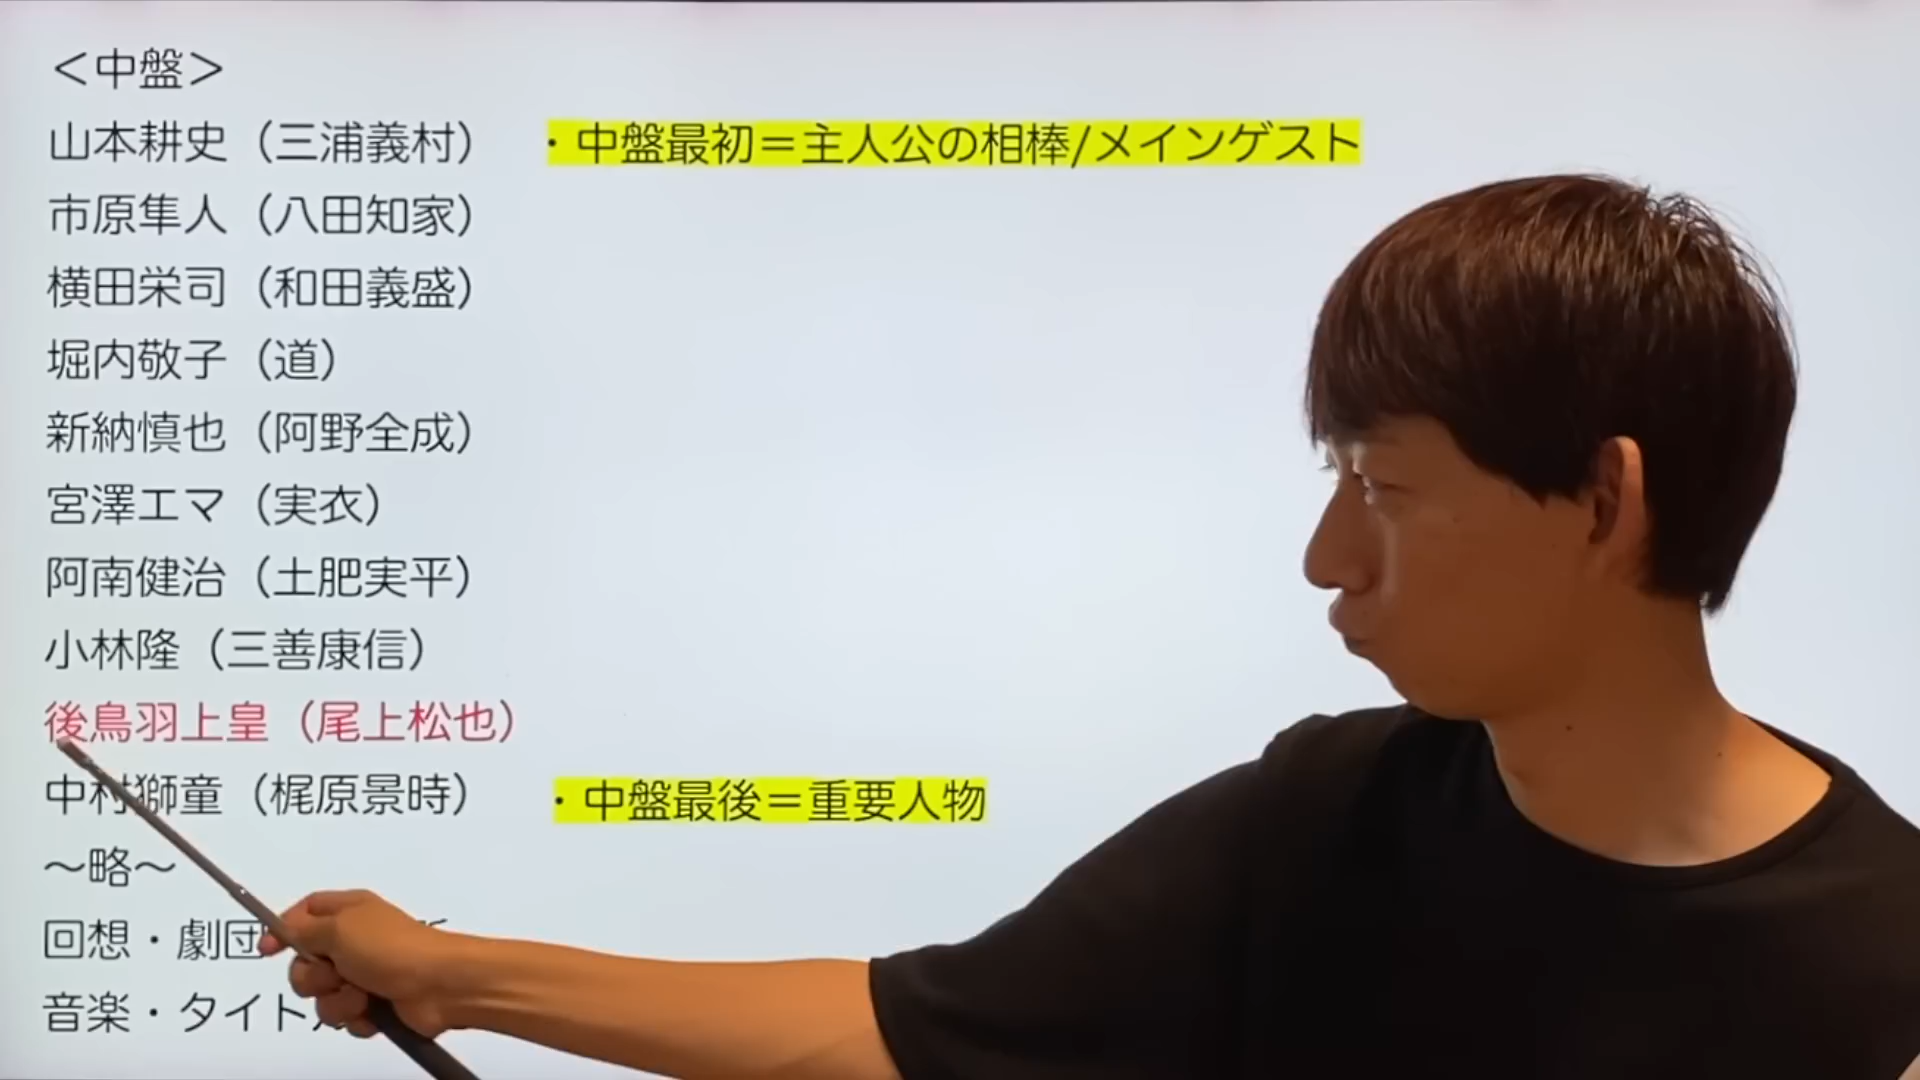 ＜中盤＞
山本耕史（三浦義村）　・中盤最初＝主人公の相棒/メインゲスト
市原隼人（八田知家）
横田栄司（和田義盛）
堀内敬子（道）
新納慎也（阿野全成）
宮澤エマ（実衣）
阿南健治（土肥実平）
小林隆（三善康信）
後鳥羽上皇（尾上松也）
中村獅童（梶原景時）　・中盤最後＝重要人物
～略～
回想・劇団
音楽・タイトル